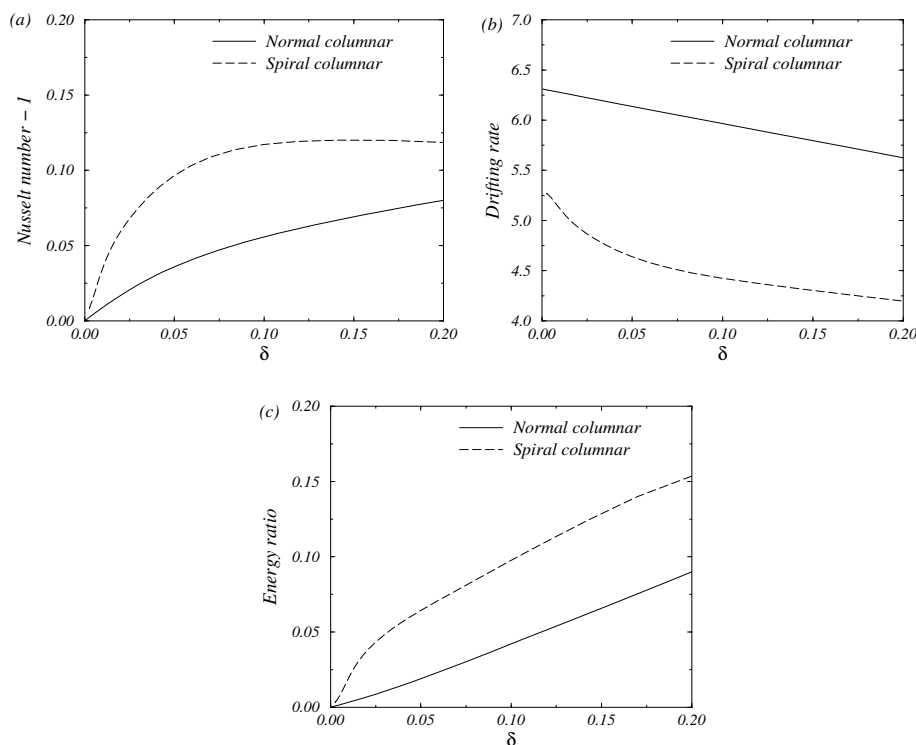 (a)
0.20
0.15
0.10
0.05
0.00
Nusselt number – 1
Normal columnar
Spiral columnar
0.00 0.05 0.10 0.15 0.20
δ
(b)
7.0
6.5
6.0
5.5
5.0
4.5
4.0
Drifting rate
Normal columnar
Spiral columnar
0.00 0.05 0.10 0.15 0.20
δ
(c)
0.20
0.15
0.10
0.05
0.00
Energy ratio
Normal columnar
Spiral columnar
0.00 0.05 0.10 0.15 0.20
δ